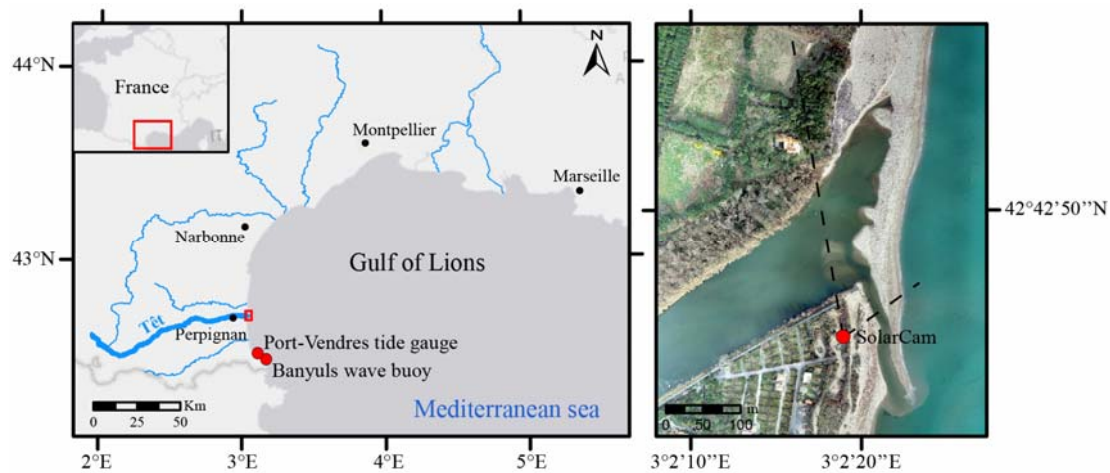 44°N
France
IT
Montpellier
Marseille
Narbonne
43°N
Gulf of Lions
Têt
Perpignan
Port-Vendres tide gauge
Banyuls wave buoy
Km
0 25 50
Mediterranean sea
2°E
3°E
4°E
5°E
42°42'50''N
SolarCam
m
0 50 100
3°2'10''E
3°2'20''E